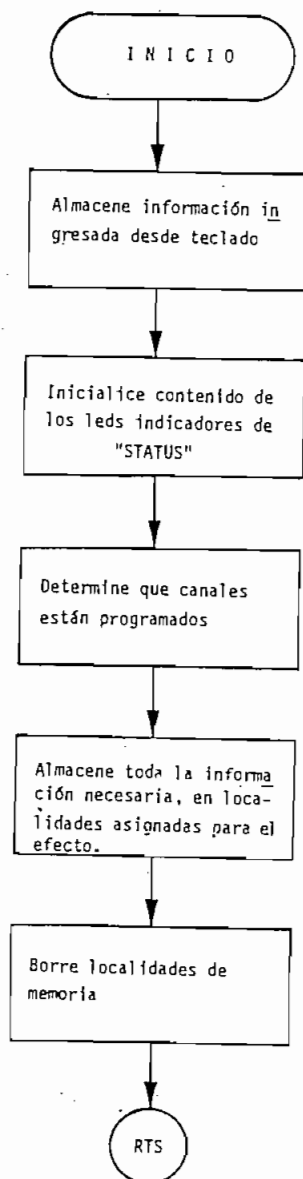 I N I C I O
Almacene información in
gresada desde teclado
Inicialice contenido de
los leds indicadores de
"STATUS"
Determine que canales
están programados
Almacene toda la informa
ción necesaria, en loca-
lidades asignadas para el
efecto.
Borre localidades de
memoria
RTS